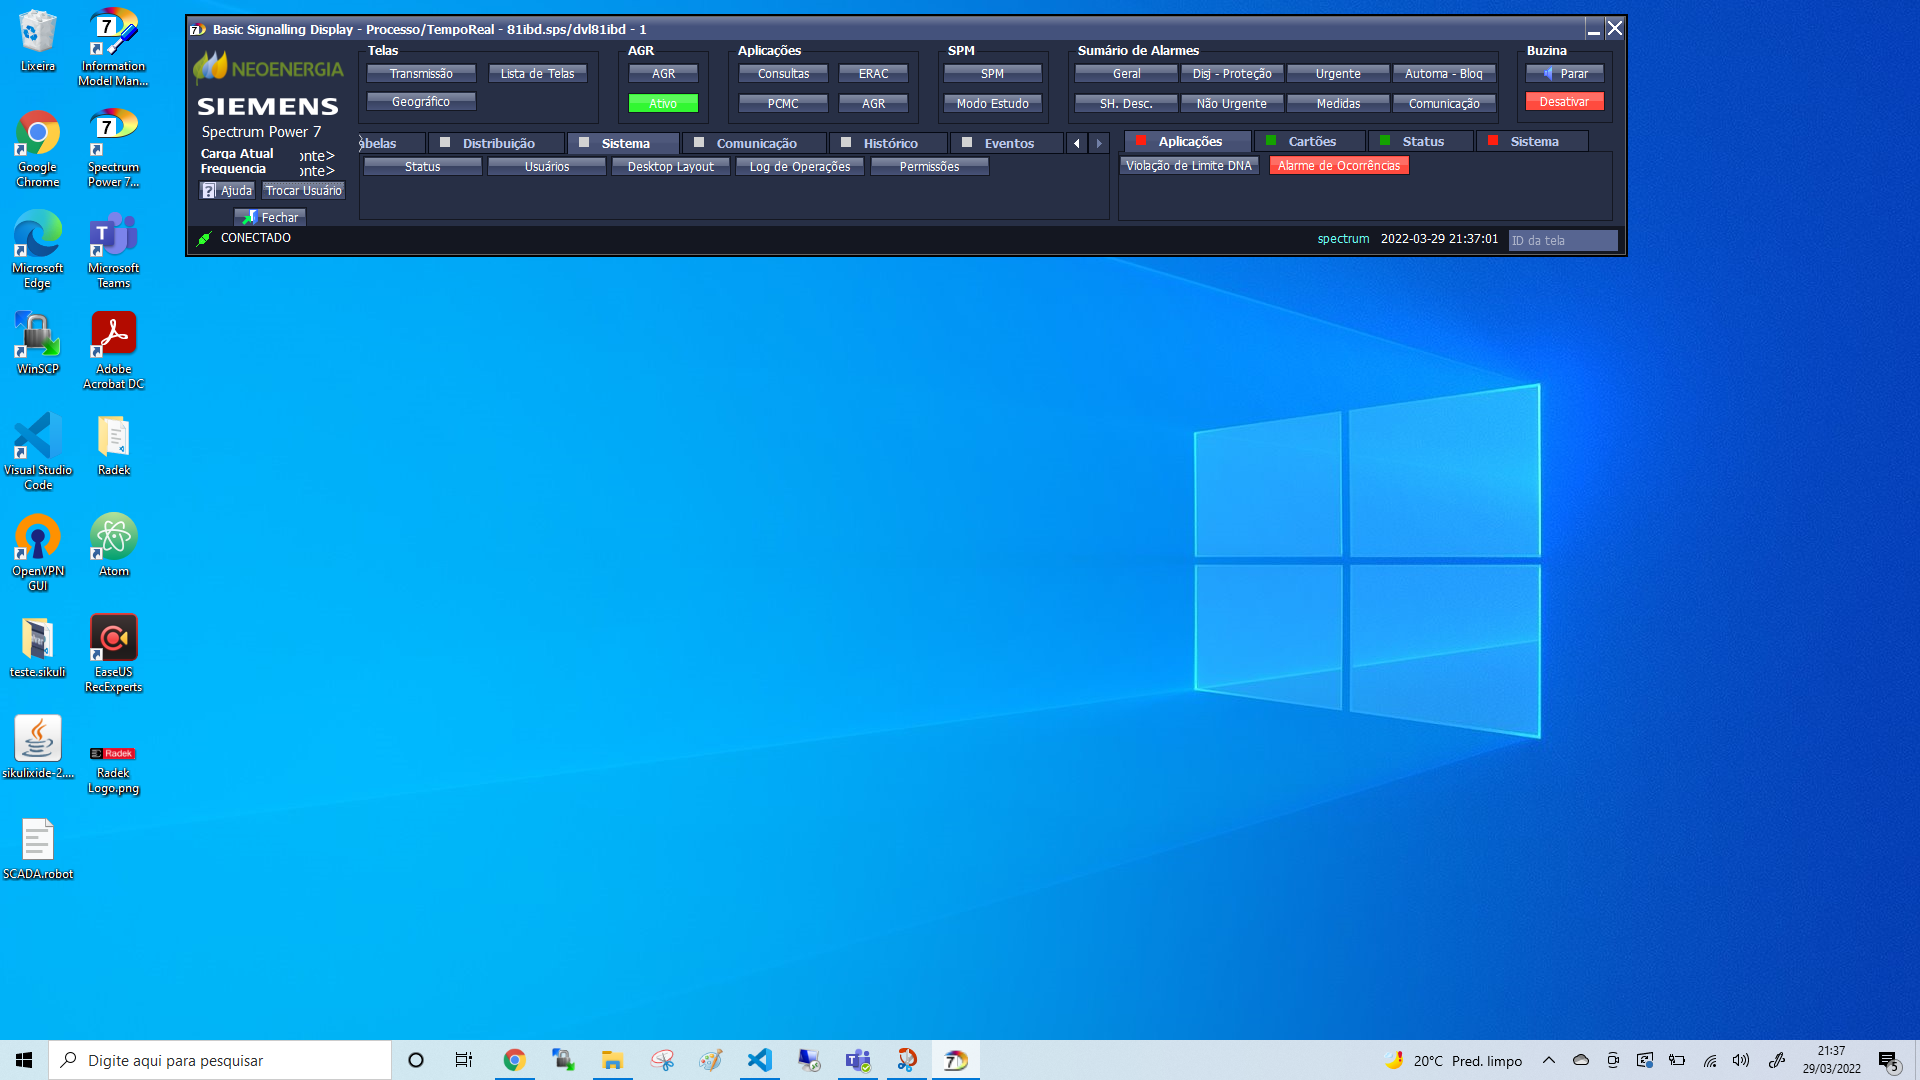 Basic Signalling Display - Processo/TempoReal - 81ibd.sps/dvl81ibd - 1
NEOENERGIA
SIEMENS
Spectrum Power 7
Carga Atual
onte>
Frequencia
onte>
Ajuda
Trocar Usuário
Fechar
Telas
Transmissão
Lista de Telas
Geográfico
AGR
AGR
Ativo
Aplicações
Consultas
ERAC
PCMC
AGR
SPM
SPM
Modo Estudo
Sumário de Alarmes
Geral
Disj - Proteção
Urgente
Automa - Bloq
SH. Desc.
Não Urgente
Medidas
Comunicação
Buzina
Parar
Desativar
abelas
Distribuição
Sistema
Comunicação
Histórico
Eventos
Status
Usuários
Desktop Layout
Log de Operações
Permissões
Aplicações
Cartões
Status
Sistema
Violação de Limite DNA
Alarme de Ocorrências
CONECTADO
spectrum
2022-03-29 21:37:01
ID da tela
Lixeira
Information
Model Man...
Google
Chrome
Spectrum
Power 7...
Microsoft
Edge
Microsoft
Teams
WinSCP
Adobe
Acrobat DC
Visual Studio
Code
Radek
OpenVPN
GUI
Atom
teste.sikuli
EaseUS
RecExperts
sikulixide-2....
Radek
Radek
Logo.png
SCADA.robot
Digite aqui para pesquisar
20°C Pred. limpo
21:37
29/03/2022
5